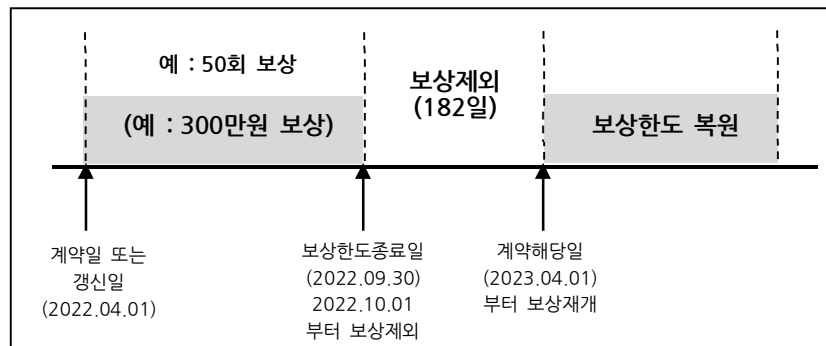 예 : 50회 보상
(예 : 300만원 보상)
보상제외
(182일)
보상한도 복원
계약일 또는
갱신일
(2022.04.01)
보상한도종료일
(2022.09.30)
2022.10.01
부터 보상제외
계약해당일
(2023.04.01)
부터 보상재개